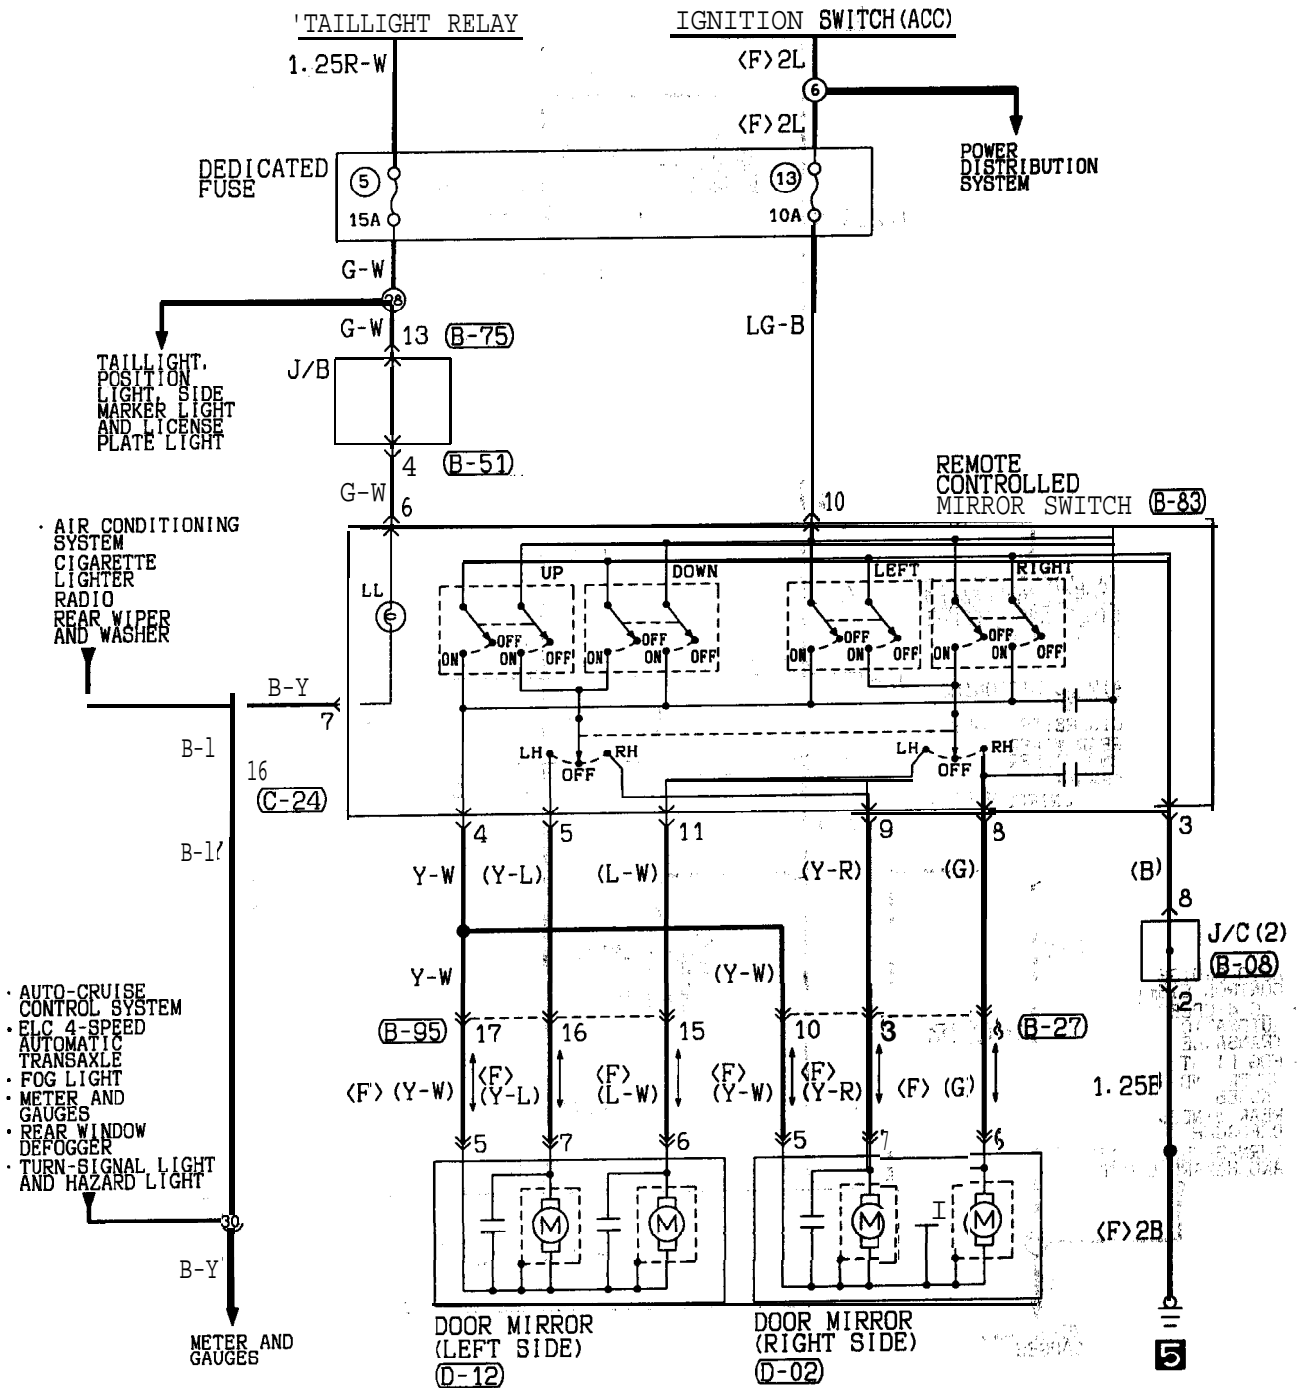 'TAILLIGHT RELAY
IGNITION SWITCH(ACC)
1.25R-W
<F>2L
6
<F>2L
POWER
DISTRIBUTION
SYSTEM
DEDICATED
FUSE
5
15A
13
10A
G-W
28
G-W
13
B-75
LG-B
TAILLIGHT,
POSITION
LIGHT, SIDE
MARKER LIGHT
AND LICENSE
PLATE LIGHT
J/B
4
B-51
G-W
6
10
REMOTE
CONTROLLED
MIRROR SWITCH
B-83
· AIR CONDITIONING
SYSTEM
CIGARETTE
LIGHTER
RADIO
REAR WIPER
AND WASHER
LL
UP
DOWN
LEFT
RIGHT
ON
OFF
ON
OFF
ON
OFF
ON
OFF
ON
OFF
ON
OFF
ON
OFF
ON
OFF
B-Y
7
LH
OFF
RH
LH
OFF
RH
B-1
16
C-24
4
5
11
9
8
3
Y-W
(Y-L)
(L-W)
(Y-R)
(G)
(B)
8
J/C(2)
B-08
2
Y-W
(Y-W)
B-95
17
16
15
10
3
B-27
<F>(Y-W)
<F>
(Y-L)
<F>
(L-W)
<F>
(Y-W)
<F>
(Y-R)
<F>
(G)
1.25B
· AUTO-CRUISE
CONTROL SYSTEM
· ELC 4-SPEED
AUTOMATIC
TRANSAXLE
· FOG LIGHT
· METER AND
GAUGES
· REAR WINDOW
DEFOGGER
· TURN-SIGNAL LIGHT
AND HAZARD LIGHT
5
7
6
5
7
M
M
M
M
30
B-Y
<F>2B
METER AND
GAUGES
DOOR MIRROR
(LEFT SIDE)
D-12
DOOR MIRROR
(RIGHT SIDE)
D-02
5